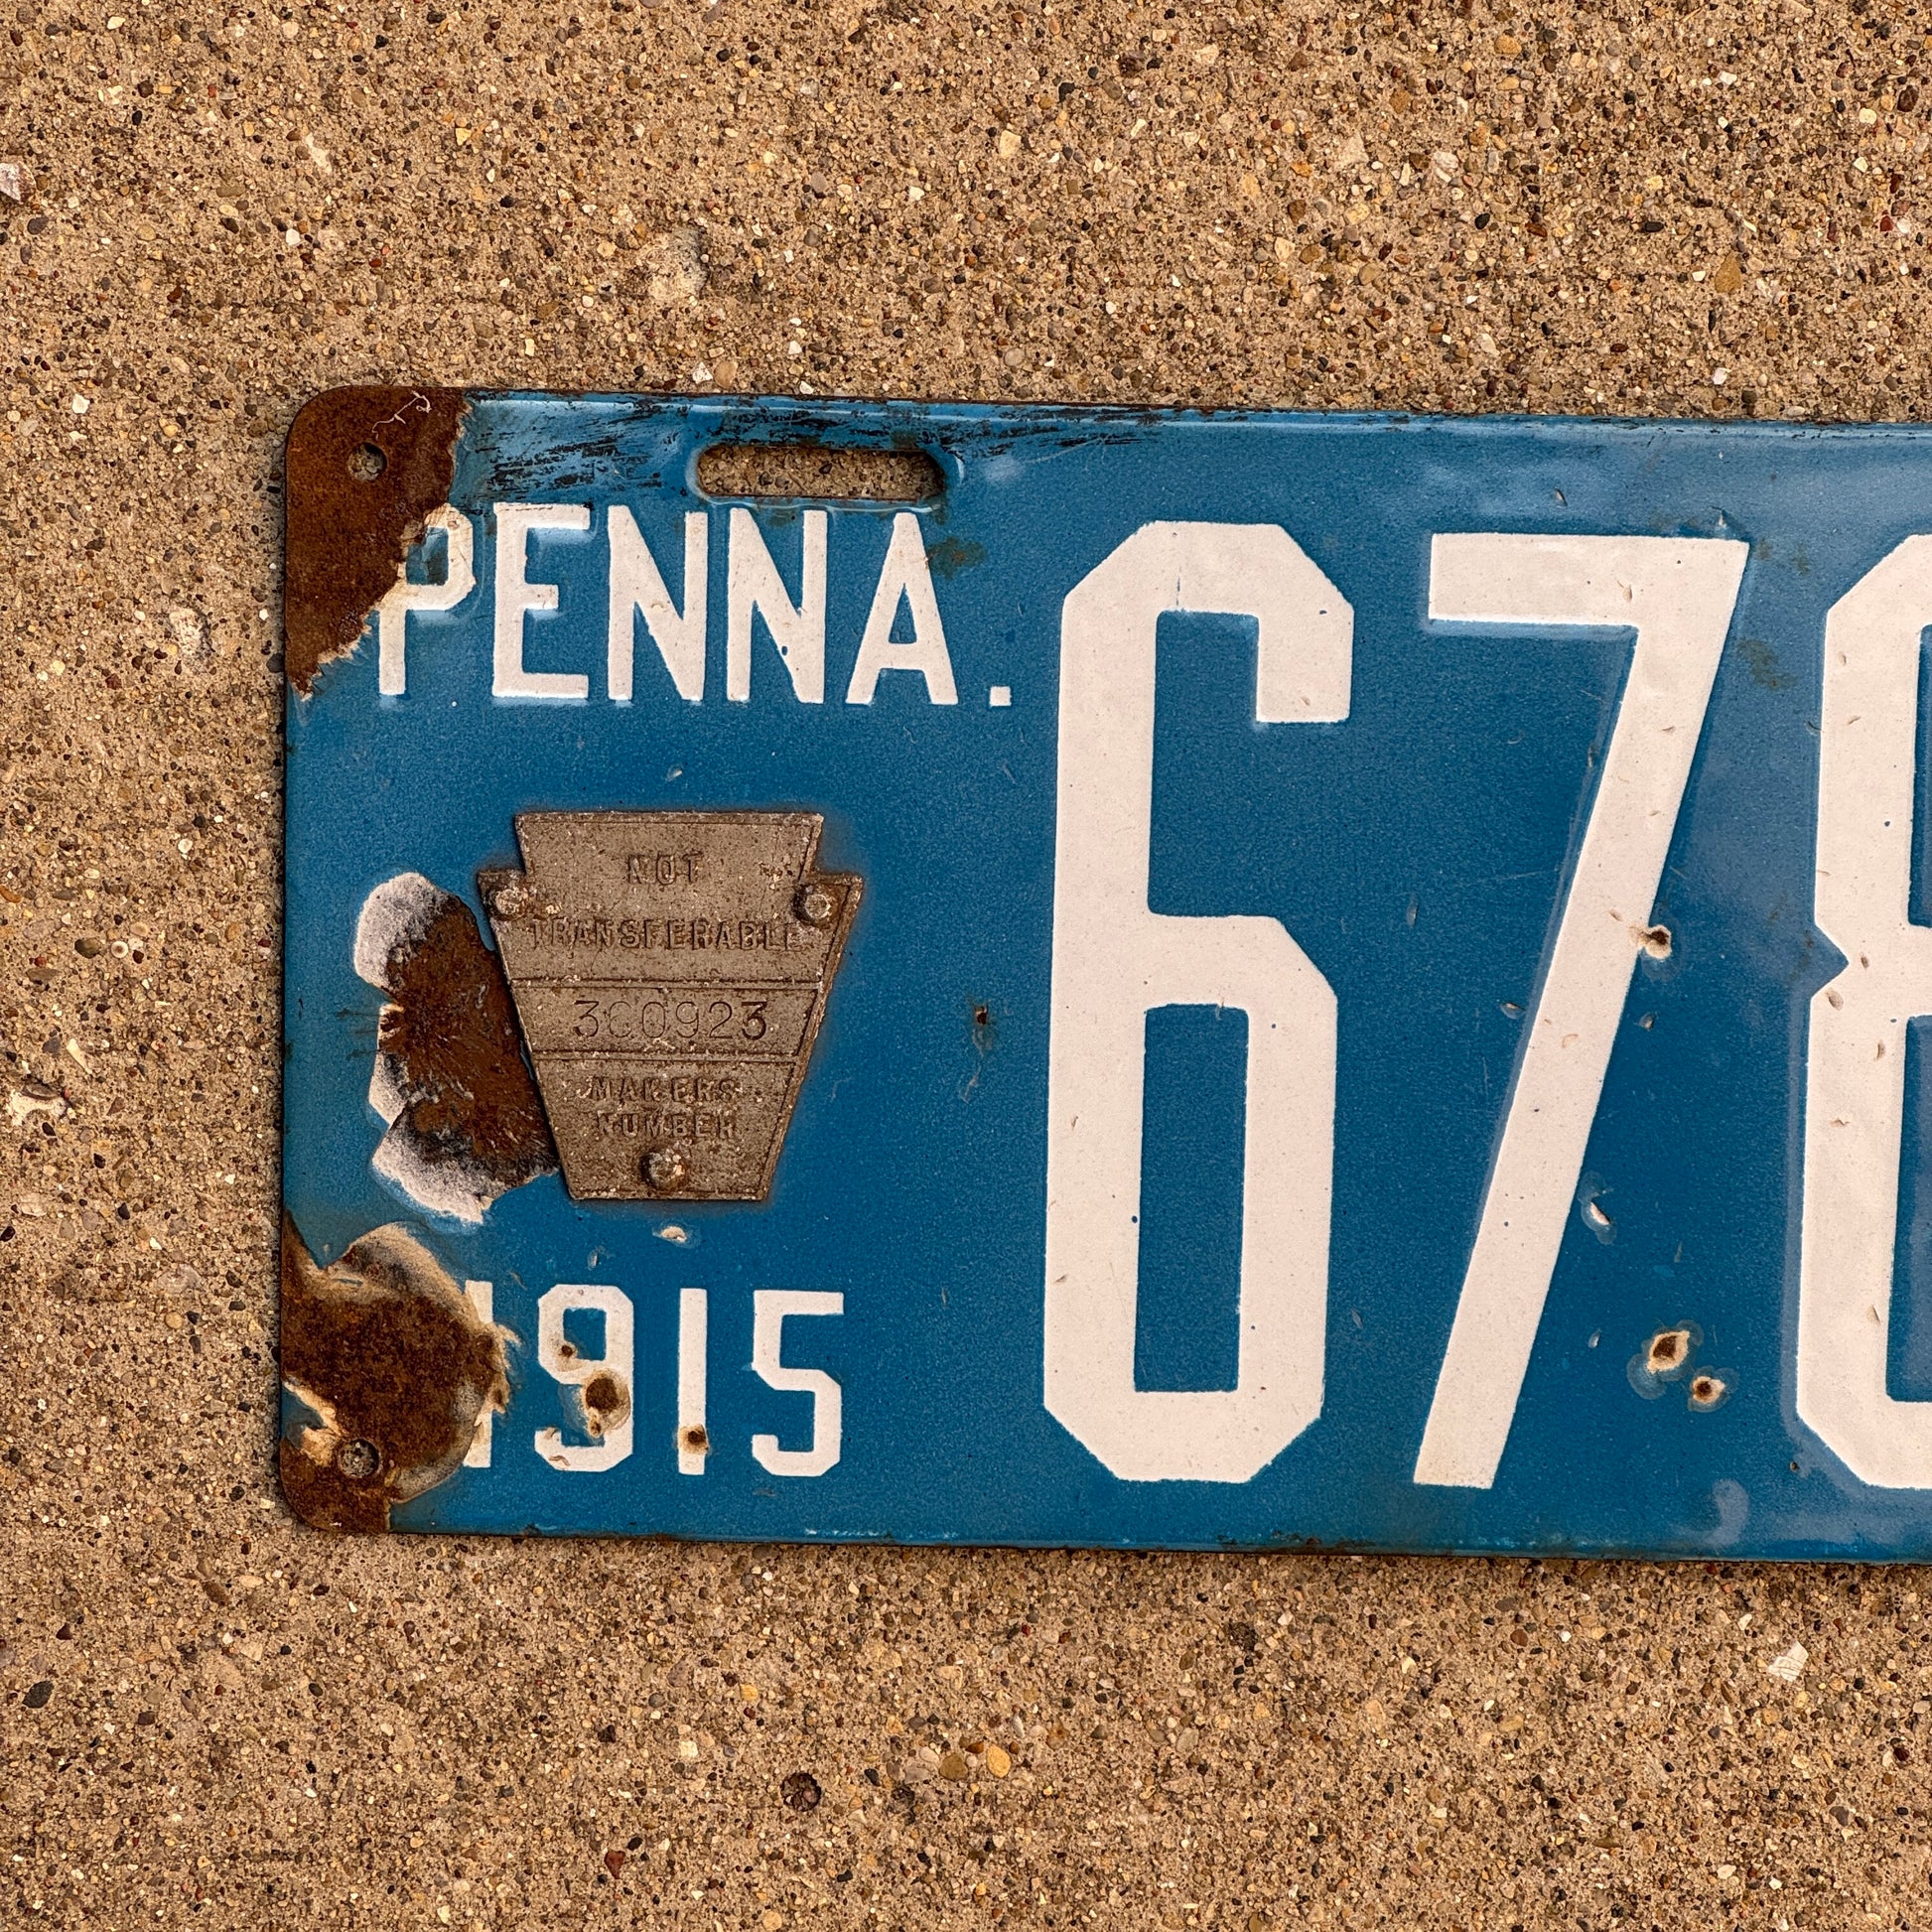 PENNA.
678
NOT
TRANSFERABLE
300923
MAKERS
NUMBER
1915